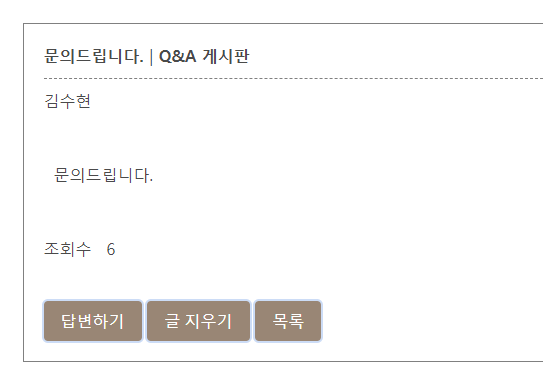 문의드립니다. | Q&A 게시판
김수현
문의드립니다.
조회수 6
답변하기 글 지우기 목록